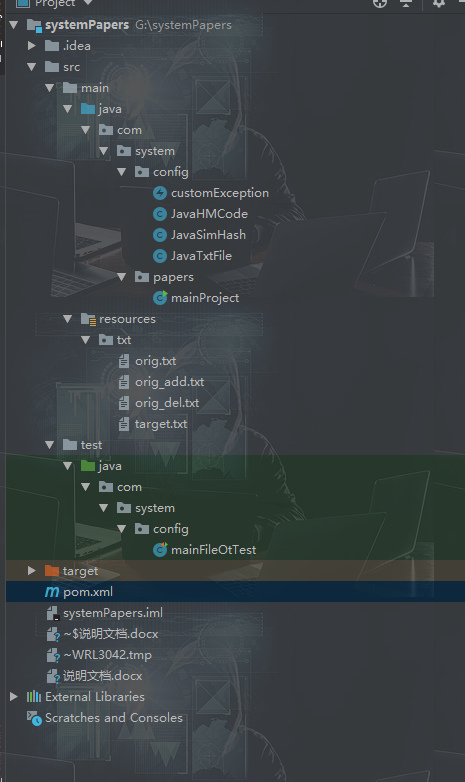 Project
systemPapers G:\systemPapers
.idea
src
main
java
com
system
config
customException
JavaHMCode
JavaSimHash
JavaTxtFile
papers
mainProject
resources
txt
orig.txt
orig_add.txt
orig_del.txt
target.txt
test
java
com
system
config
mainFileOtTest
target
pom.xml
systemPapers.iml
~$说明文档.docx
~WRL3042.tmp
说明文档.docx
External Libraries
Scratches and Consoles